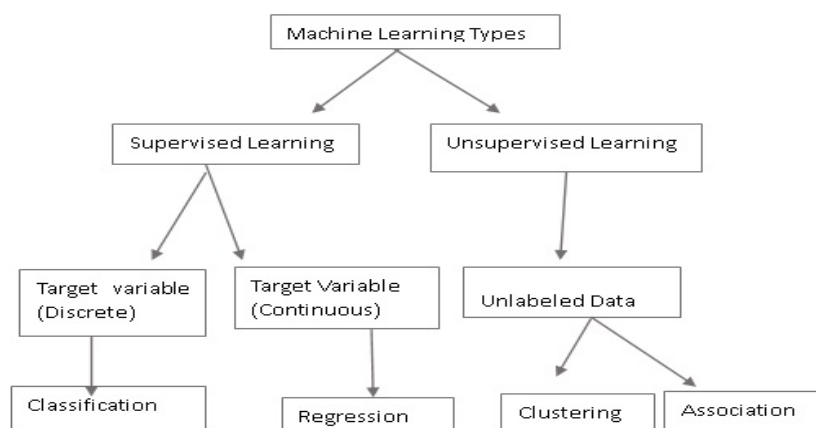 Machine Learning Types
Supervised Learning
Unsupervised Learning
Target variable
(Discrete)
Target Variable
(Continuous)
Unlabeled Data
Classification
Regression
Clustering
Association